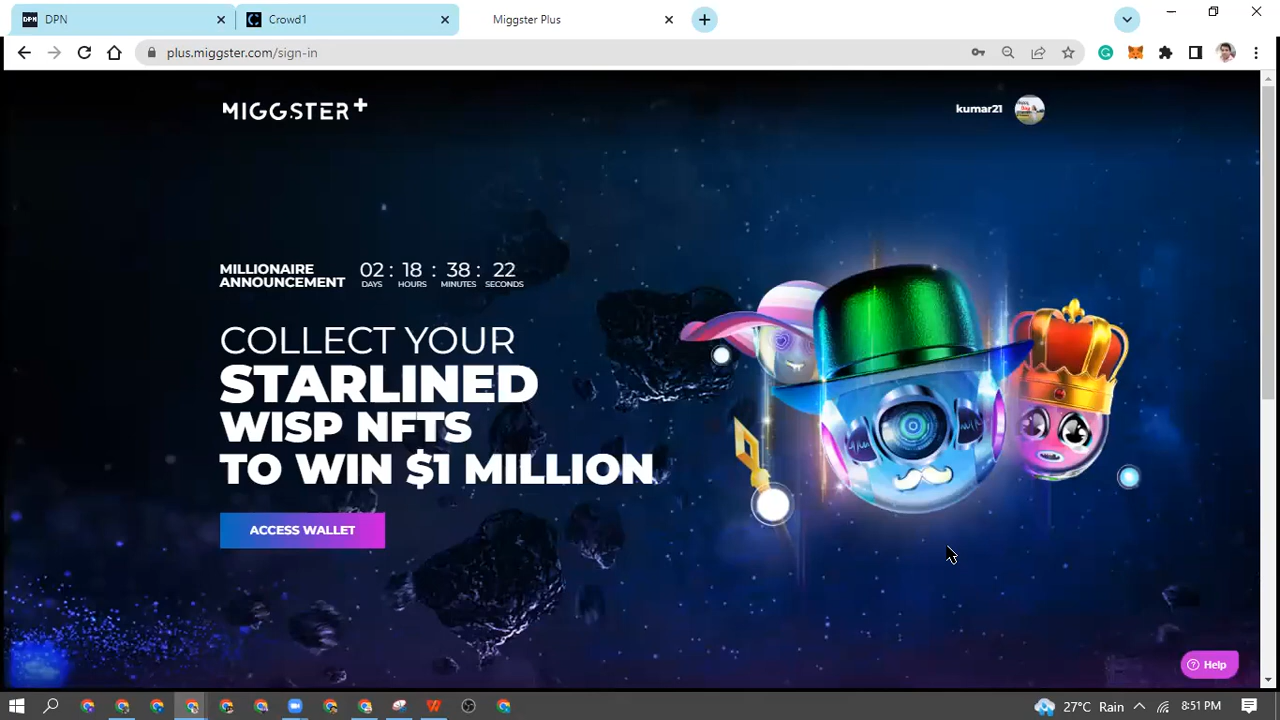 DPN DPN
Crowd1
Miggster Plus
plus.miggster.com/sign-in
MIGGSTER+
kumar21
MILLIONAIRE
ANNOUNCEMENT
02 : 18 : 38 : 22
DAYS HOURS MINUTES SECONDS
COLLECT YOUR
STARLINED
WISP NFTS
TO WIN $1 MILLION
ACCESS WALLET
Help
27°C Rain
8:51 PM